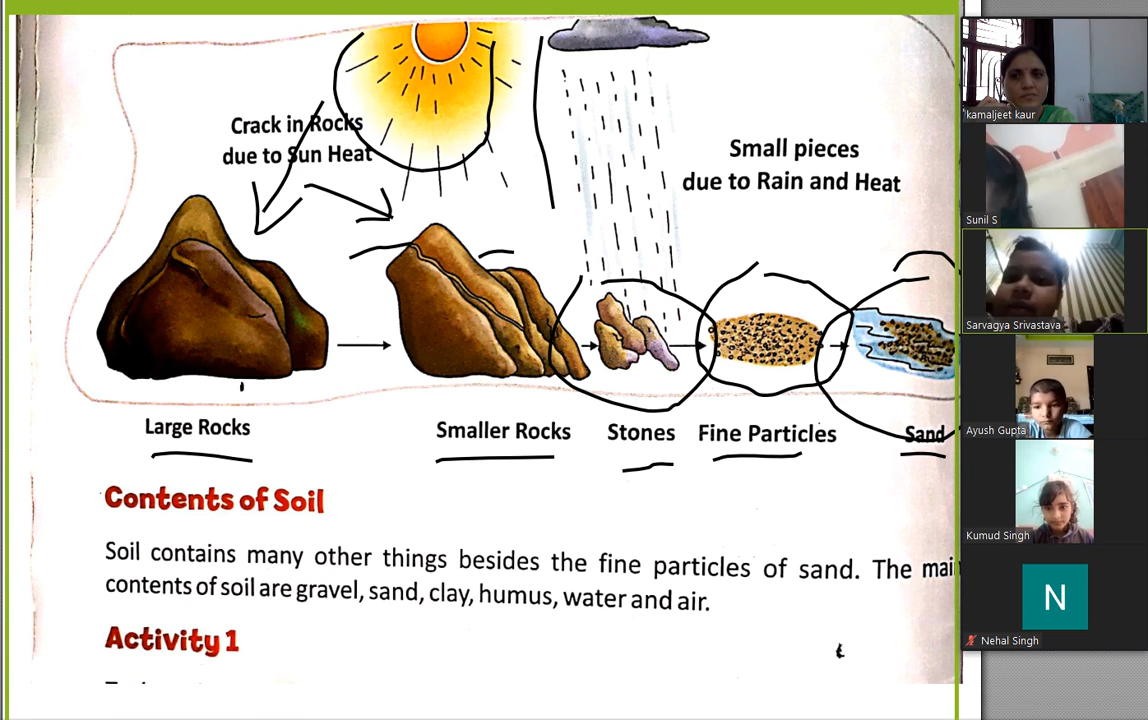 Crack in Rocks
due to Sun Heat
Small pieces
due to Rain and Heat
Large Rocks
Smaller Rocks
Stones
Fine Particles
Sand
Contents of Soil
Soil contains many other things besides the fine particles of sand. The mai
contents of soil are gravel, sand, clay, humus, water and air.
Activity 1
kamaljeet kaur
Sunil S
Sarvagya Srivastava
Ayush Gupta
Kumud Singh
N
Nehal Singh